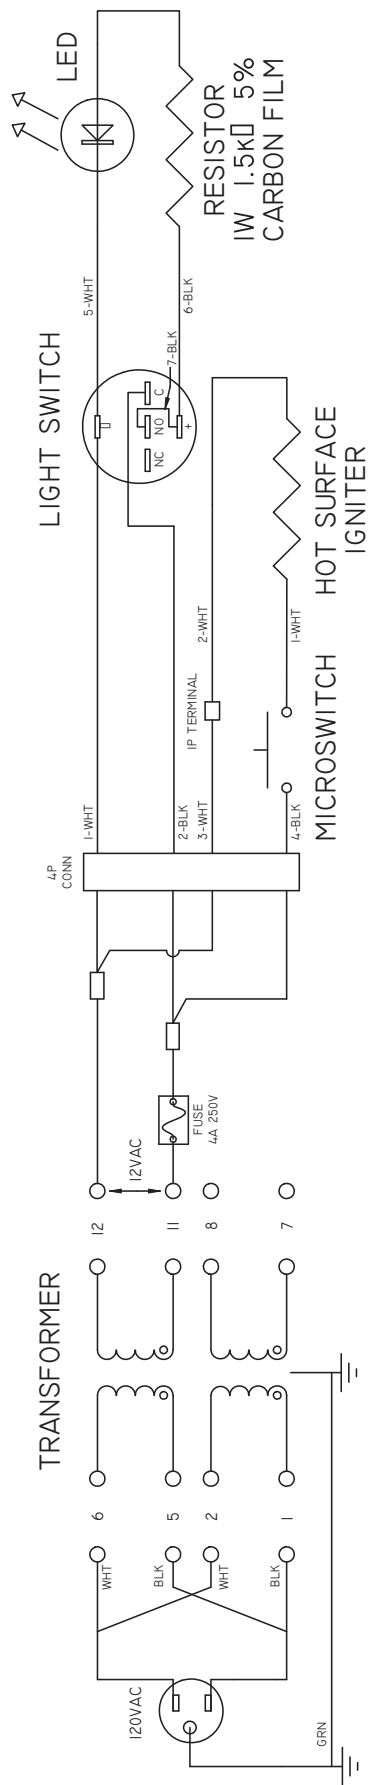 TRANSFORMER
120VAC
WHT
BLK
WHT
BLK
GRN
6
5
2
1
12
11
8
7
12VAC
FUSE
4A 250V
4P
CONN
1-WHT
2-BLK
3-WHT
4-BLK
1P TERMINAL
MICROSWITCH
2-WHT
1-WHT
HOT SURFACE
IGNITER
LIGHT SWITCH
NC
NO
C
▯
+
7-BLK
5-WHT
6-BLK
LED
RESISTOR
1W 1.5K▯ 5%
CARBON FILM